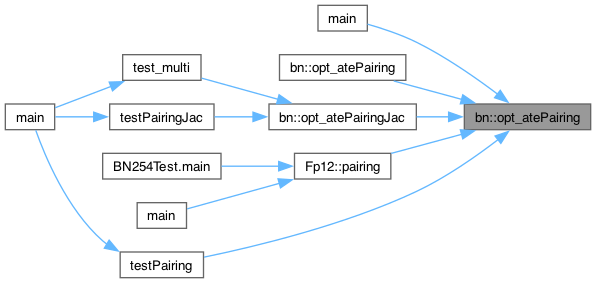 main
test_multi
bn::opt_atePairing
main
testPairingJac
bn::opt_atePairingJac
bn::opt_atePairing
BN254Test.main
Fp12::pairing
main
testPairing